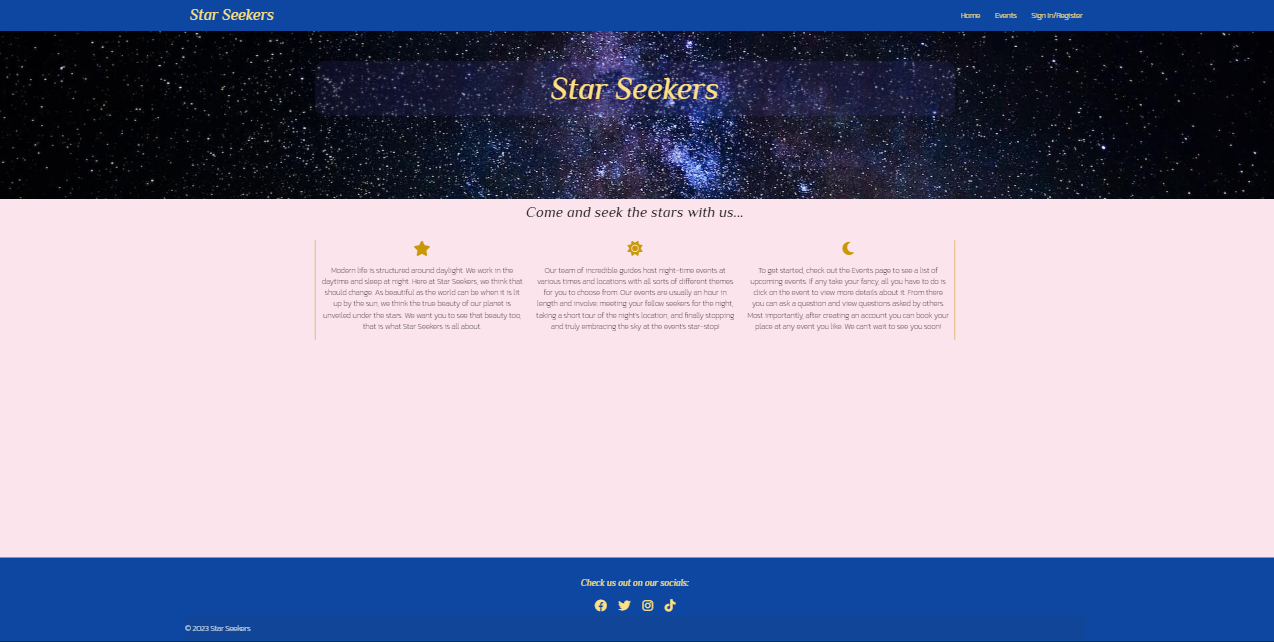 Star Seekers
Home Events Sign In/Register
Star Seekers
Come and seek the stars with us...
Modern life is structured around daylight. We work in the
daytime and sleep at night. Here at Star Seekers, we think that
should change. As beautiful as the world can be when it is lit
up by the sun, we think the true beauty of our planet is
unveiled under the stars. We want you to see that beauty too,
that is what Star Seekers is all about.
Our team of incredible guides host night-time events at
various times and locations with all sorts of different themes
for you to choose from. Our events are usually an hour in
length and involve: meeting your fellow seekers for the night,
taking a short tour of the night's location, and finally stopping
and truly embracing the sky at the event's star-stop!
To get started, check out the Events page to see a list of
upcoming events. If any take your fancy, all you have to do is
click on the event to view more details about it. From there
you can ask a question and view questions asked by others.
Most importantly, after creating an account you can book your
place at any event you like. We can't wait to see you soon!
Check us out on our socials:
© 2023 Star Seekers